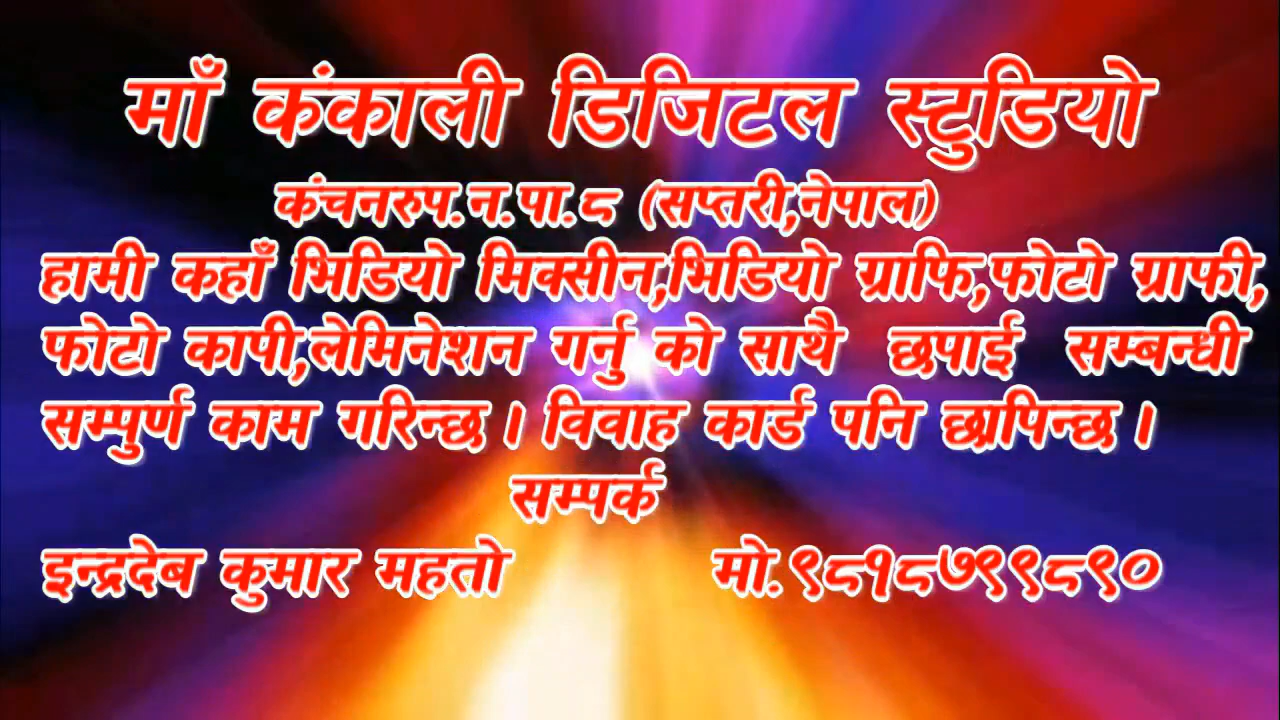 माँ कंकाली डिजिटल स्टुडियो
कंचनरुप.न.पा.८ (सप्तरी,नेपाल)
हामी कहाँ भिडियो मिक्सीन,भिडियो ग्राफि,फोटो ग्राफी,
फोटो कापी,लेमिनेशन गर्नु को साथै छपाई सम्बन्धी
सम्पुर्ण काम गरिन्छ । विवाह कार्ड पनि छापिन्छ ।
सम्पर्क
इन्द्रदेब कुमार महतो मो.९८१८७९९८९०